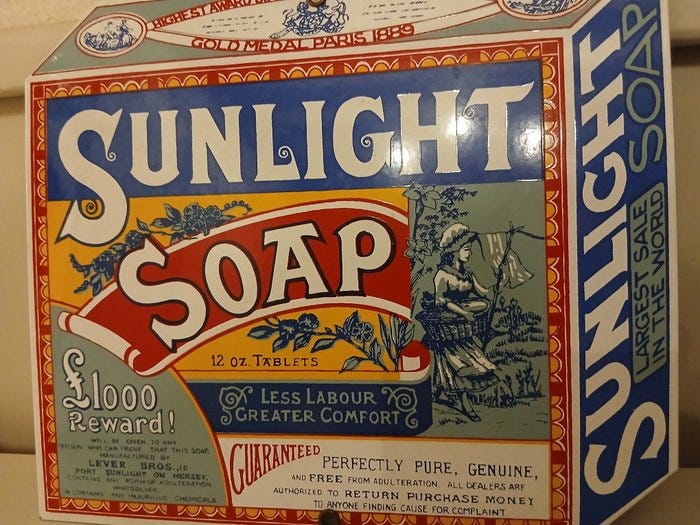 HIGHEST AWARD
GOLD MEDAL PARIS 1889
SUNLIGHT
SOAP
12 OZ. TABLETS
LESS LABOUR
GREATER COMFORT
£1000
Reward!
WILL BE GIVEN TO ANY
PERSON WHO CAN PROVE THAT THIS SOAP
MANUFACTURED BY
LEVER BROS., LD
PORT SUNLIGHT ON MERSEY,
CONTAINS ANY FORM OF ADULTERATION
WHATSOEVER,
OR CONTAINS ANY INJURIOUS CHEMICALS
GUARANTEED
PERFECTLY PURE, GENUINE,
AND FREE FROM ADULTERATION. ALL DEALERS ARE
AUTHORIZED TO RETURN PURCHASE MONEY
TO ANYONE FINDING CAUSE FOR COMPLAINT
SUNLIGHT
SOAP
LARGEST SALE
IN THE WORLD